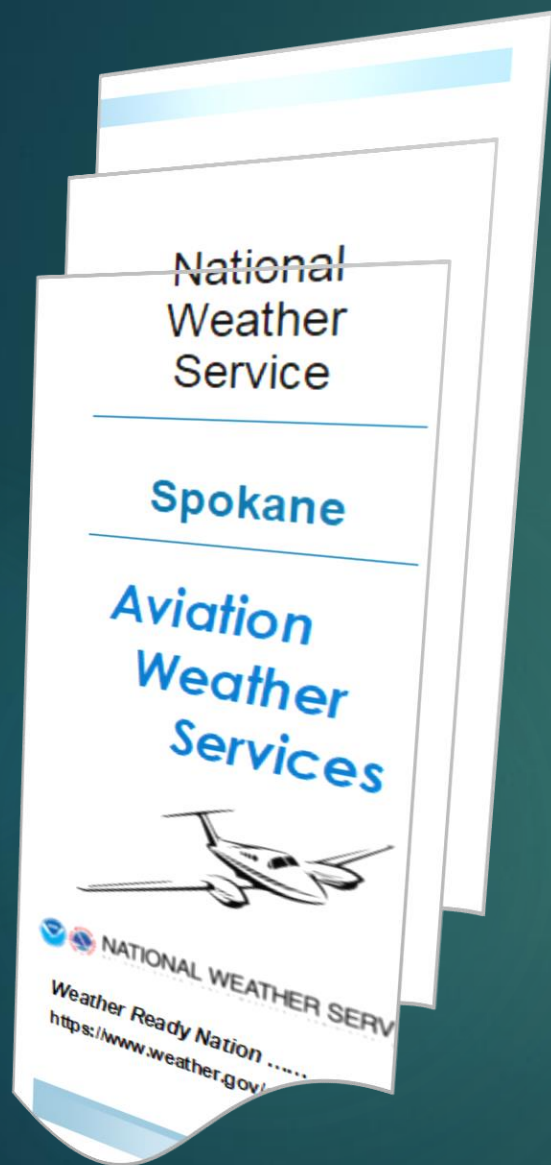 National
Weather
Service
Spokane
Aviation
Weather
Services
NATIONAL WEATHER SERV
Weather Ready Nation ......
https://www.weather.gov/